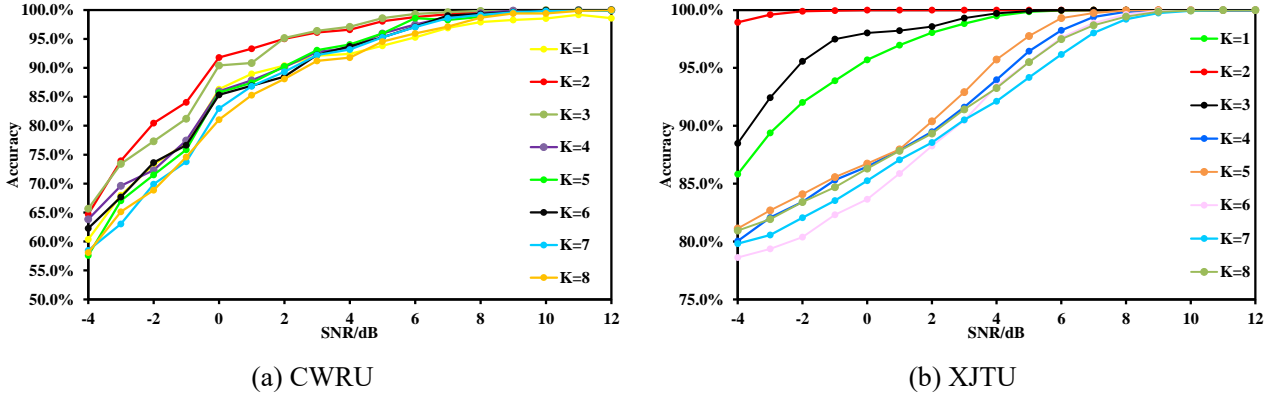 100.0%
95.0%
90.0%
85.0%
80.0%
75.0%
70.0%
65.0%
60.0%
55.0%
50.0%
Accuracy
-4 -2 0 2 4 6 8 10 12
SNR/dB
K=1
K=2
K=3
K=4
K=5
K=6
K=7
K=8
(a) CWRU
100.0%
95.0%
90.0%
85.0%
80.0%
75.0%
Accuracy
-4 -2 0 2 4 6 8 10 12
SNR/dB
K=1
K=2
K=3
K=4
K=5
K=6
K=7
K=8
(b) XJTU